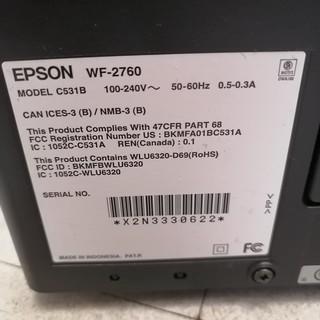 EPSON WF-2760
MODEL C531B 100-240V~ 50-60Hz 0.5-0.3A
CAN ICES-3 (B) / NMB-3 (B)
This Product Complies With 47CFR PART 68
FCC Registration Number US : BKMFA01BC531A
IC : 1052C-C531A REN(Canada) : 0.1
This Product Contains WLU6320-D69(RoHS)
FCC ID : BKMFBWLU6320
IC : 1052C-WLU6320
SERIAL NO.
*X2N3330622*
MADE IN INDONESIA
>PP<
FC